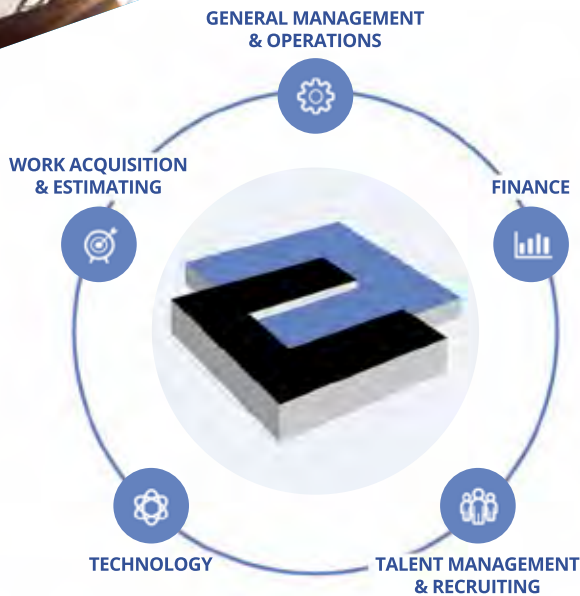 GENERAL MANAGEMENT
& OPERATIONS
WORK ACQUISITION
& ESTIMATING
FINANCE
TECHNOLOGY
TALENT MANAGEMENT
& RECRUITING